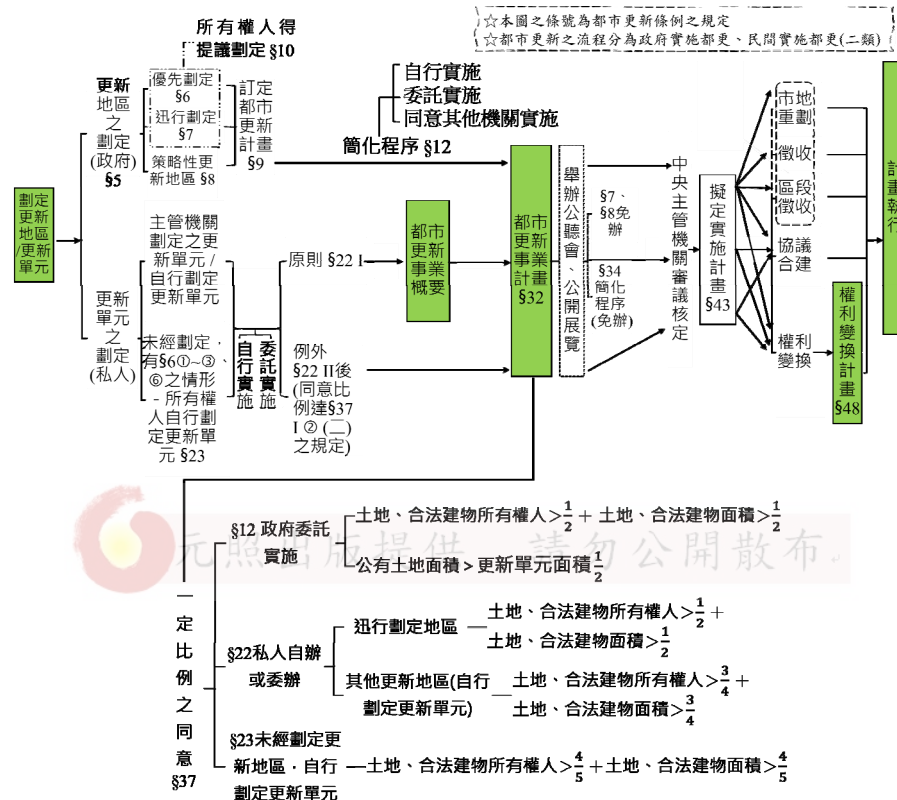 ☆本圖之條號為都市更新條例之規定
☆都市更新之流程分為政府實施都更、民間實施都更(二類)
所有權人得
提議劃定 §10
更新
地區
之
劃定
(政府)
§5
優先劃定
§6
迅行劃定
§7
策略性更
新地區 §8
訂定
都市
更新
計畫
§9
自行實施
委託實施
同意其他機關實施
簡化程序 §12
劃定
更新
地區
/更新
單元
更新
單元
之
劃定
(私人)
主管機關
劃定之更
新單元 /
自行劃定
更新單元
未經劃定，
有§6①~③、
⑥之情形
- 所有權
人自行劃
定更新單
元 §23
自行實施
委託實施
原則 §22 I
例外
§22 II後
(同意比
例達§37
I ② (二)
之規定)
都市
更新
事業
概要
都市
更新
事業
計畫
§32
舉辦公聽會、公開展覽
§7、
§8免
辦
§34
簡化
程序
(免辦)
中央主管機關審議核定
擬定實施計畫
§43
市地
重劃
徵收
區段
徵收
協議
合建
權利
變換
權利變換計畫
§48
計畫執行
元照出版提供 請勿公開散布
一定比例之同意
§37
§12 政府委託
實施
土地、合法建物所有權人>1/2 + 土地、合法建物面積>1/2
公有土地面積 > 更新單元面積1/2
§22私人自辦
或委辦
迅行劃定地區
土地、合法建物所有權人>1/2 +
土地、合法建物面積>1/2
其他更新地區(自行
劃定更新單元)
土地、合法建物所有權人>3/4 +
土地、合法建物面積>3/4
§23未經劃定更
新地區．自行
劃定更新單元
土地、合法建物所有權人>4/5 + 土地、合法建物面積>4/5